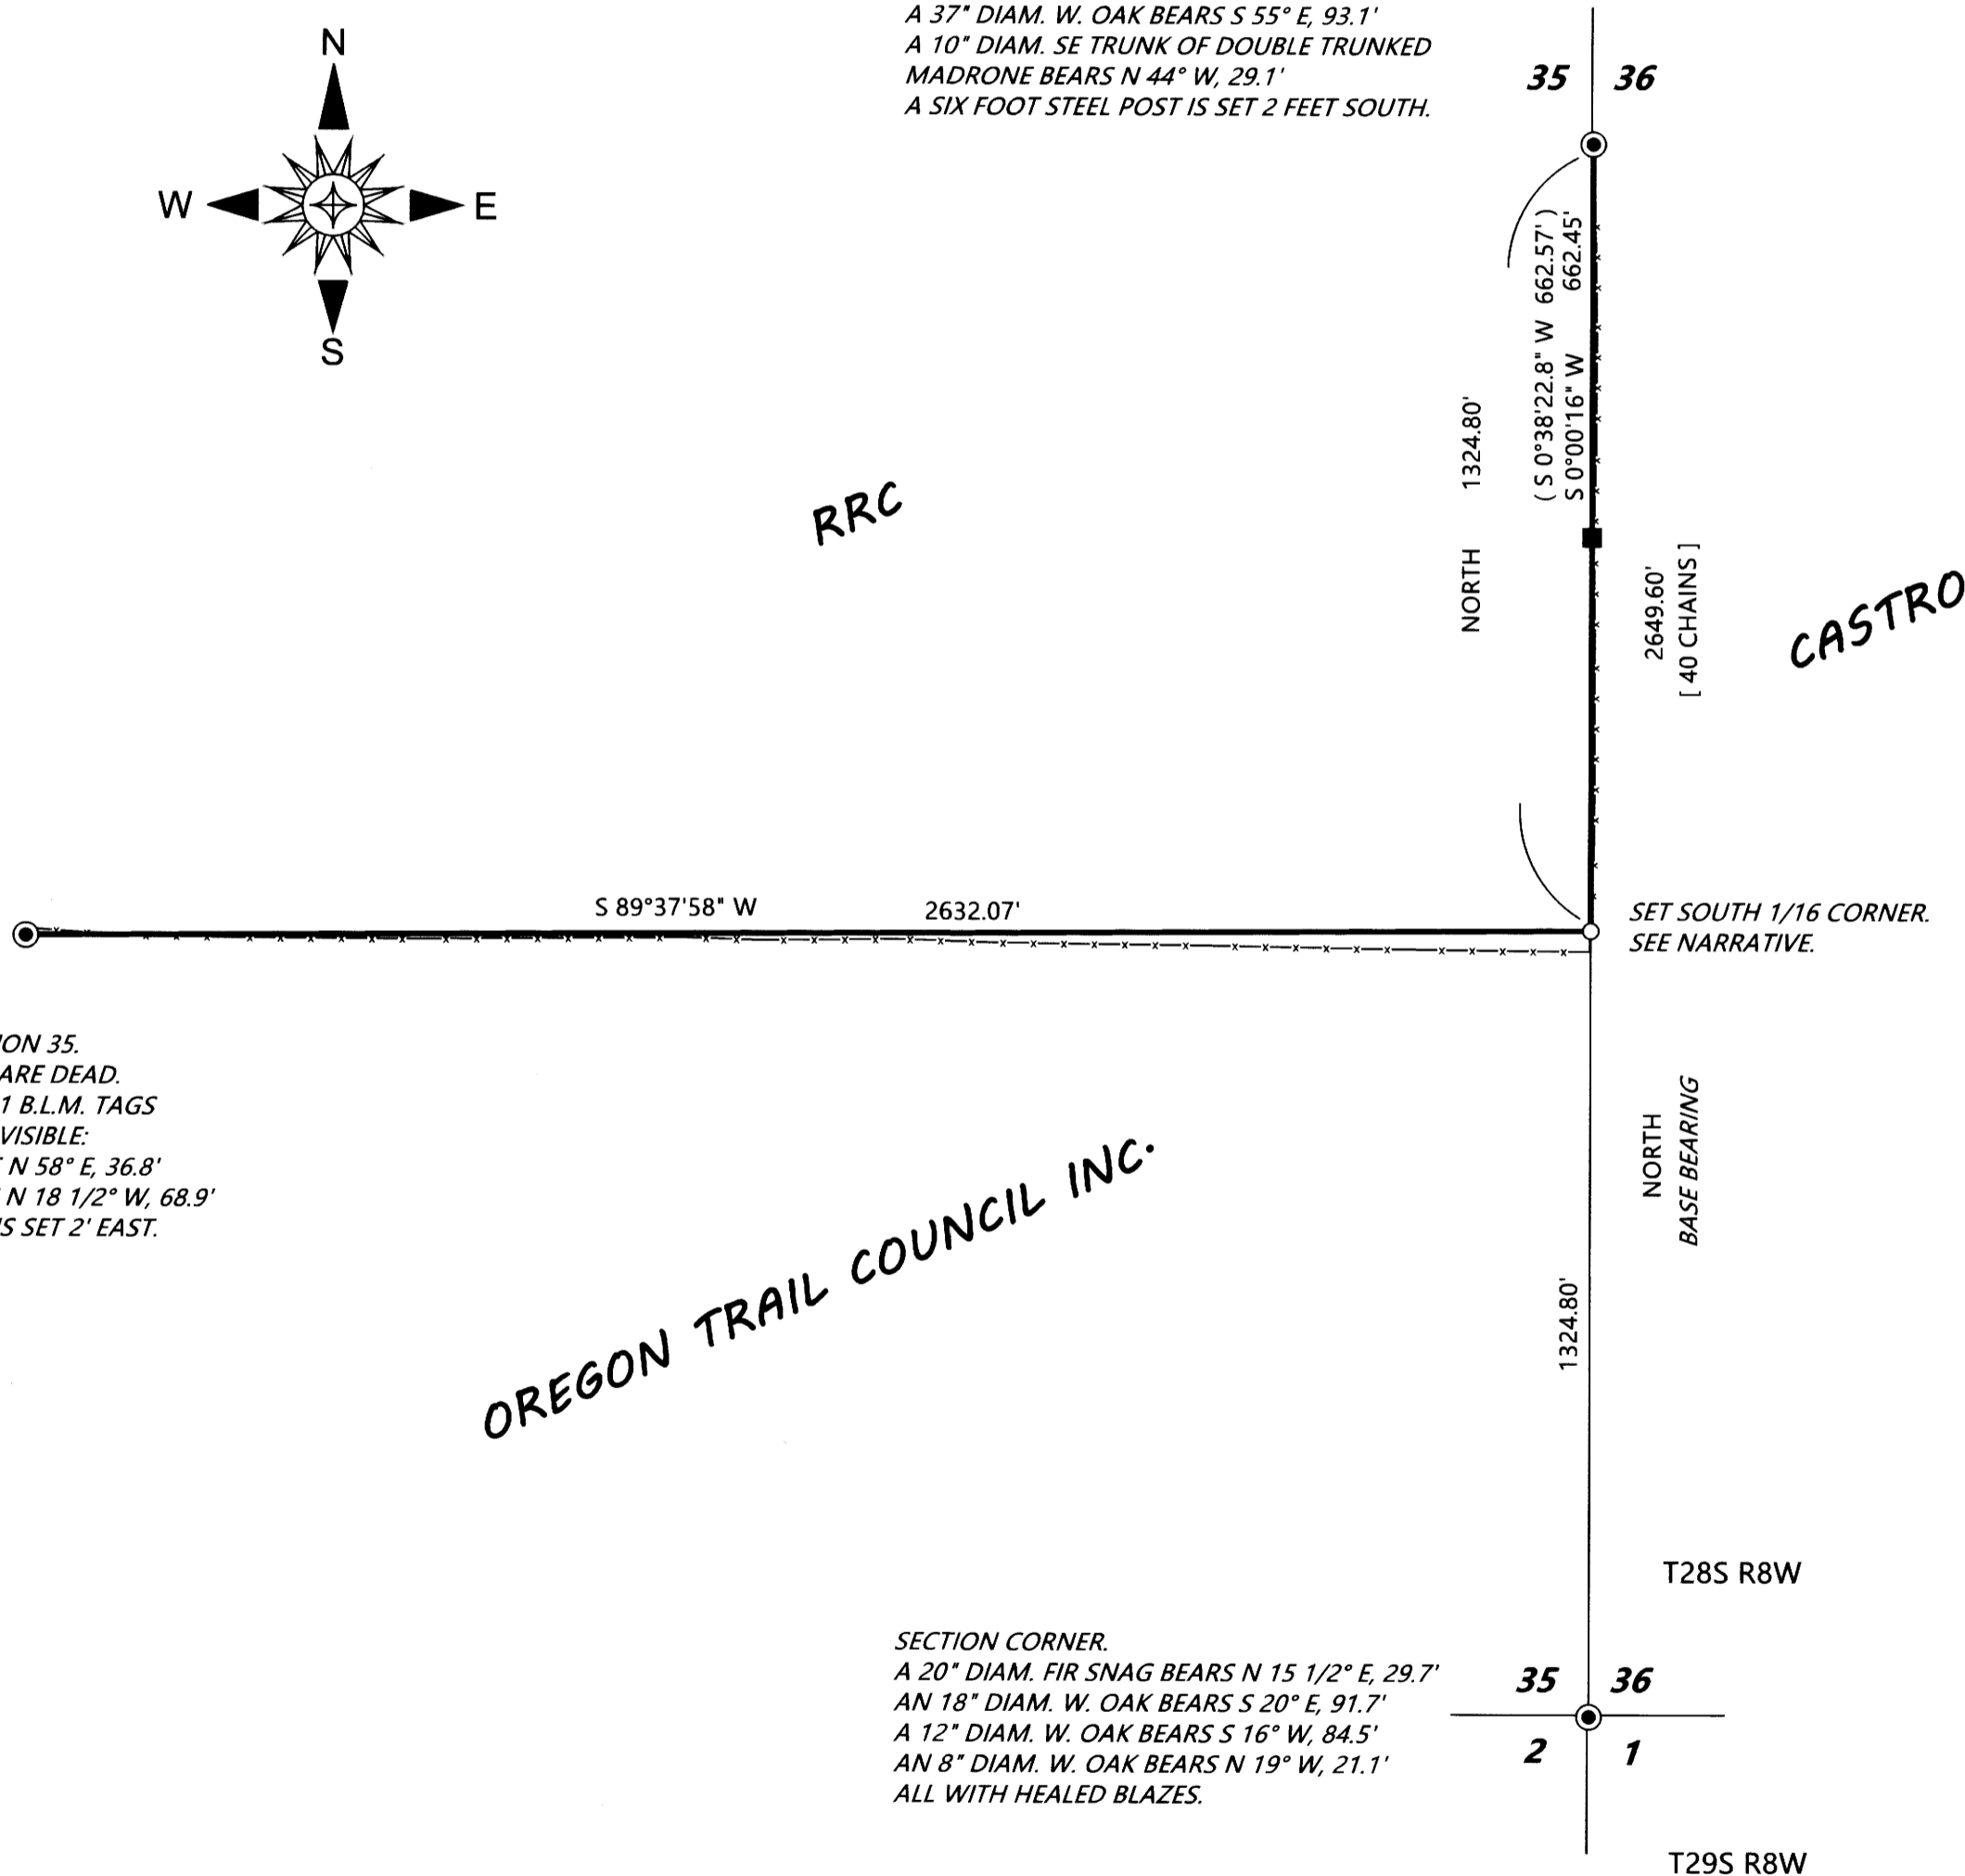 A 37" DIAM. W. OAK BEARS S 55° E, 93.1'
A 10" DIAM. SE TRUNK OF DOUBLE TRUNKED
MADRONE BEARS N 44° W, 29.1'
A SIX FOOT STEEL POST IS SET 2 FEET SOUTH.
35 36
N
W E
S
( S 0°38'22.8" W 662.57' )
S 0°00'16" W 662.45'
NORTH 1324.80'
2649.60'
[ 40 CHAINS ]
RRC
CASTRO
S 89°37'58" W 2632.07'
SET SOUTH 1/16 CORNER.
SEE NARRATIVE.
ION 35.
ARE DEAD.
1 B.L.M. TAGS
VISIBLE:
N 58° E, 36.8'
N 18 1/2° W, 68.9'
IS SET 2' EAST.
NORTH
BASE BEARING
1324.80'
OREGON TRAIL COUNCIL INC.
T28S R8W
SECTION CORNER.
A 20" DIAM. FIR SNAG BEARS N 15 1/2° E, 29.7'
AN 18" DIAM. W. OAK BEARS S 20° E, 91.7'
A 12" DIAM. W. OAK BEARS S 16° W, 84.5'
AN 8" DIAM. W. OAK BEARS N 19° W, 21.1'
ALL WITH HEALED BLAZES.
35 36
2 1
T29S R8W